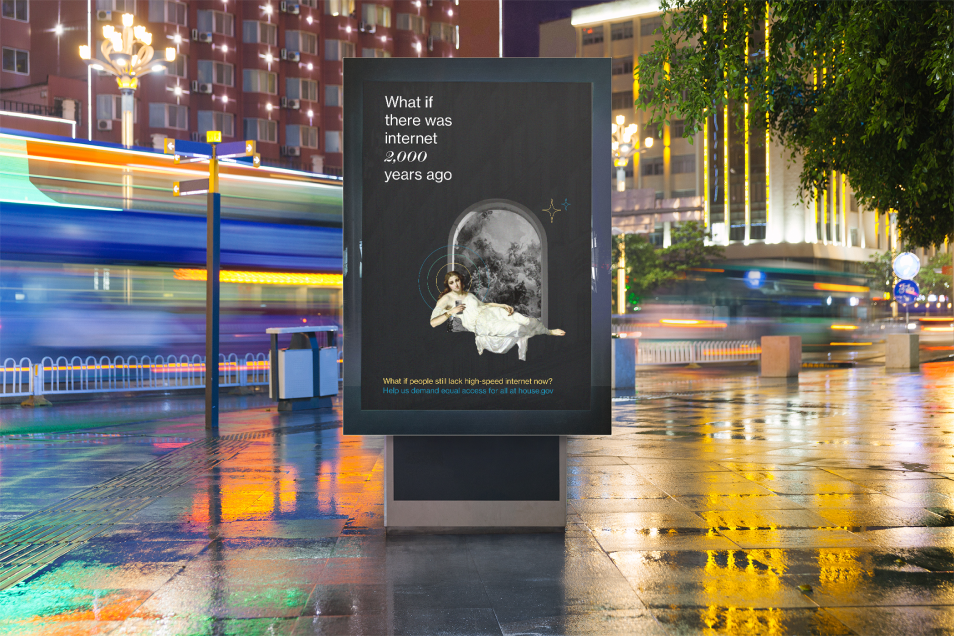 What if
there was
internet
2,000
years ago
What if people still lack high-speed internet now?
Help us demand equal access for all at house.gov